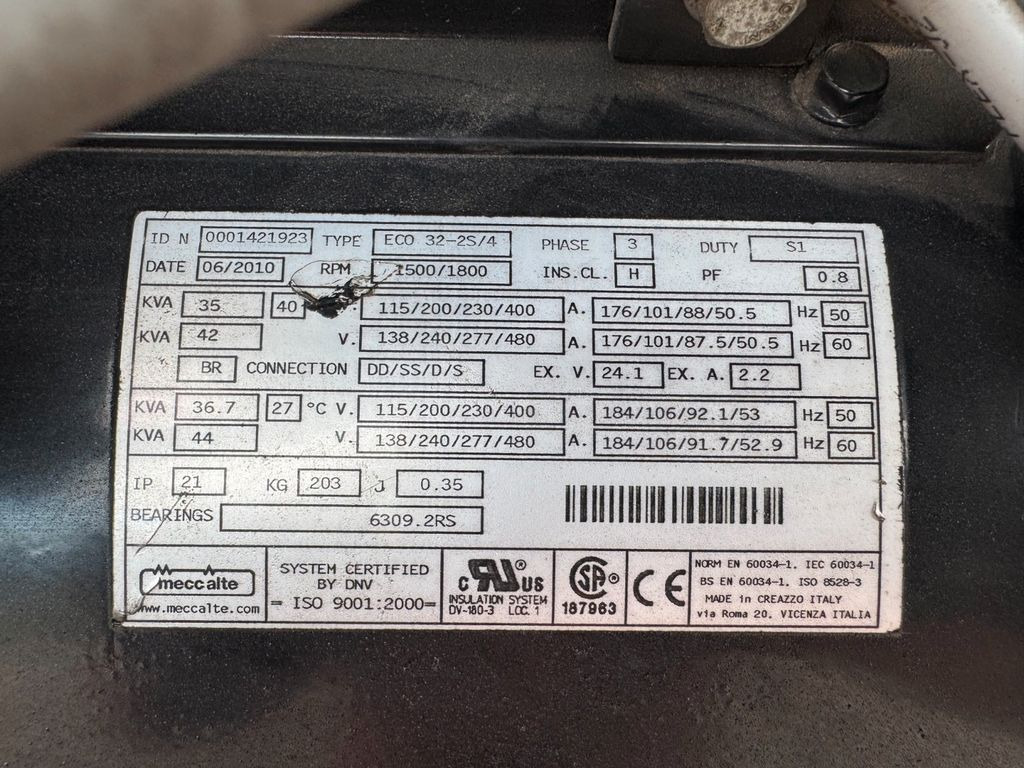 ID N 0001421923 TYPE ECO 32-2S/4 PHASE 3 DUTY S1
DATE 06/2010 RPM 1500/1800 INS.CL. H PF 0.8
KVA 35 40 V. 115/200/230/400 A. 176/101/88/50.5 Hz 50
KVA 42 V. 138/240/277/480 A. 176/101/87.5/50.5 Hz 60
BR CONNECTION DD/SS/D/S EX. V. 24.1 EX. A. 2.2
KVA 36.7 27 °C V. 115/200/230/400 A. 184/106/92.1/53 Hz 50
KVA 44 V. 138/240/277/480 A. 184/106/91.7/52.9 Hz 60
IP 21 KG 203 J 0.35
BEARINGS 6309.2RS
meccalte
www.meccalte.com
SYSTEM CERTIFIED
BY DNV
= ISO 9001:2000=
c RU ® US
INSULATION SYSTEM
DV-180-3 LOC. 1
SA ®
187963
CE
NORM EN 60034-1, IEC 60034-1
BS EN 60034-1, ISO 8528-3
MADE in CREAZZO ITALY
via Roma 20, VICENZA ITALIA